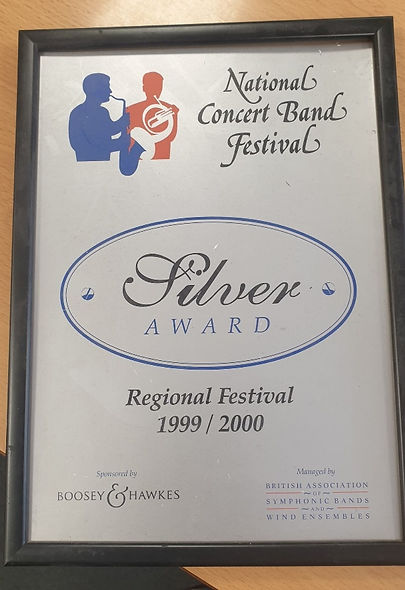 National
Concert Band
Festival
Silver
AWARD
Regional Festival
1999 / 2000
Sponsored by
BOOSEY & HAWKES
Managed by
BRITISH ASSOCIATION
OF
SYMPHONIC BANDS
AND
WIND ENSEMBLES